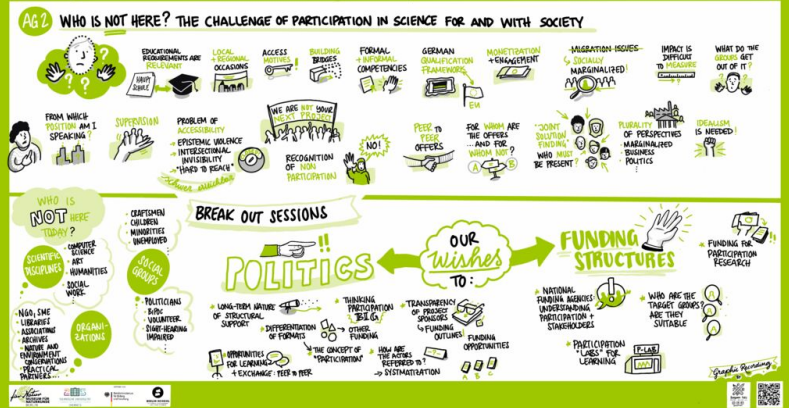 AG 2
WHO IS NOT HERE? THE CHALLENGE OF PARTICIPATION IN SCIENCE FOR AND WITH SOCIETY
EDUCATIONAL
REQUIREMENTS ARE
RELEVANT
HAUPT
SCHULE
LOCAL
+ REGIONAL
OCCASIONS
ACCESS
MOTIVES
BUILDING
BRIDGES
FORMAL
+ INFORMAL
COMPETENCIES
GERMAN
QUALIFICATION
FRAMEWORK
EU
MONETIZATION
+ ENGAGEMENT
MIGRATION ISSUES
SOCIALLY
MARGINALIZED!
IMPACT IS
DIFFICULT
TO MEASURE
WHAT DO THE
GROUPS GET
OUT OF IT?
FROM WHICH
POSITION AM I
SPEAKING?
SUPERVISION
PROBLEM OF
ACCESSIBILITY
• EPISTEMIC VIOLENCE
• INTERSECTIONAL
INVISIBILITY
• "HARD TO REACH"
WE ARE NOT YOUR
NEXT PROJECT
RECOGNITION
OF NON
PARTICIPATION
NO!
PEER TO
PEER
OFFERS
FOR WHOM ARE
THE OFFERS
...AND FOR
WHOM NOT?
A
B
"JOINT
SOLUTION
FINDING"
WHO MUST
BE PRESENT?
PLURALITY
OF PERSPECTIVES
- MARGINALIZED
- BUSINESS
- POLITICS
IDEALISM
IS NEEDED!
WHO IS
NOT HERE
TODAY?
SCIENTIFIC
DISCIPLINES
• COMPUTER
SCIENCE
• ART
• HUMANITIES
• SOCIAL
WORK
• NGO, SME
• LIBRARIES
• ASSOCIATIONS
• ARCHIVES
• NATURE AND
ENVIRONMENT
CONSERVATIONS
• PRACTICAL
PARTNERS...
ORGANI-
ZATIONS
• CRAFTSMEN
• CHILDREN
• MINORITIES
• UNEMPLOYED
SOCIAL
GROUPS
• POLITICIANS
• BIPOC
• VOLUNTEER
• SIGHT-HEARING
IMPAIRED
BREAK OUT SESSIONS
POLITICS
OUR
Wishes
TO:
FUNDING
STRUCTURES
LONG-TERM NATURE
OF STRUCTURAL
SUPPORT
DIFFERENTIATION
OF FORMATS
OPPORTUNITIES
FOR LEARNING
+ EXCHANGE: PEER TO PEER
THINKING
PARTICIPATION
BIG
OTHER
FUNDING
THE CONCEPT OF
"PARTICIPATION"
TRANSPARENCY
OF PROJECT
SPONSORS
FUNDING
OUTLINES
HOW ARE
THE ACTORS
REFERRED TO?
→ SYSTMATIZATION
FUNDING
OPPORTUNITIES
NATIONAL
FUNDING AGENCIES:
UNDERSTANDING
PARTICIPATION +
STAKEHOLDERS
PARTICIPATION
"LABS" FOR
LEARNING
P-LAB
WHO ARE THE
TARGET GROUPS?
ARE THEY
SUITABLE
FUNDING FOR
PARTICIPATION
RESEARCH
Graphic Recording
MUSEUM FÜR
NATURKUNDE
BERLIN